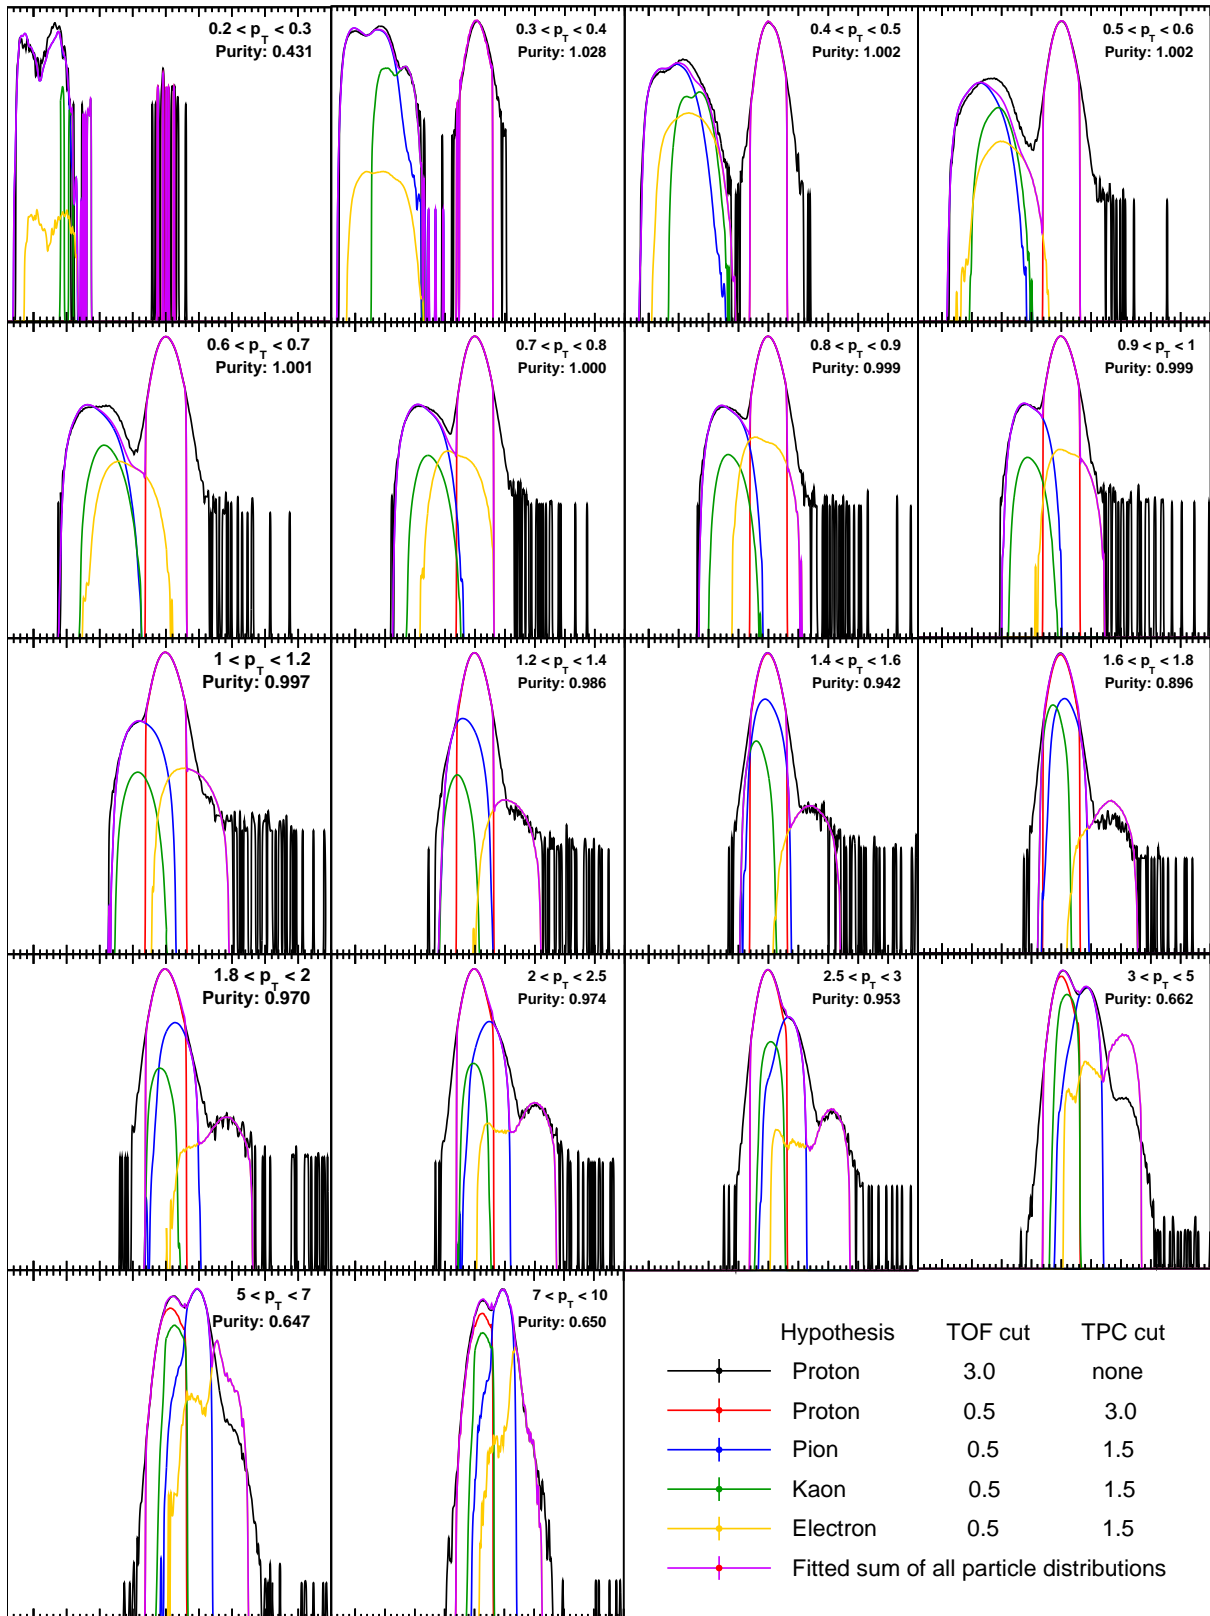 0.2 < p_T < 0.3
Purity: 0.431
0.3 < p_T < 0.4
Purity: 1.028
0.4 < p_T < 0.5
Purity: 1.002
0.5 < p_T < 0.6
Purity: 1.002
0.6 < p_T < 0.7
Purity: 1.001
0.7 < p_T < 0.8
Purity: 1.000
0.8 < p_T < 0.9
Purity: 0.999
0.9 < p_T < 1
Purity: 0.999
1 < p_T < 1.2
Purity: 0.997
1.2 < p_T < 1.4
Purity: 0.986
1.4 < p_T < 1.6
Purity: 0.942
1.6 < p_T < 1.8
Purity: 0.896
1.8 < p_T < 2
Purity: 0.970
2 < p_T < 2.5
Purity: 0.974
2.5 < p_T < 3
Purity: 0.953
3 < p_T < 5
Purity: 0.662
5 < p_T < 7
Purity: 0.647
7 < p_T < 10
Purity: 0.650
Hypothesis TOF cut TPC cut
Proton 3.0 none
Proton 0.5 3.0
Pion 0.5 1.5
Kaon 0.5 1.5
Electron 0.5 1.5
Fitted sum of all particle distributions